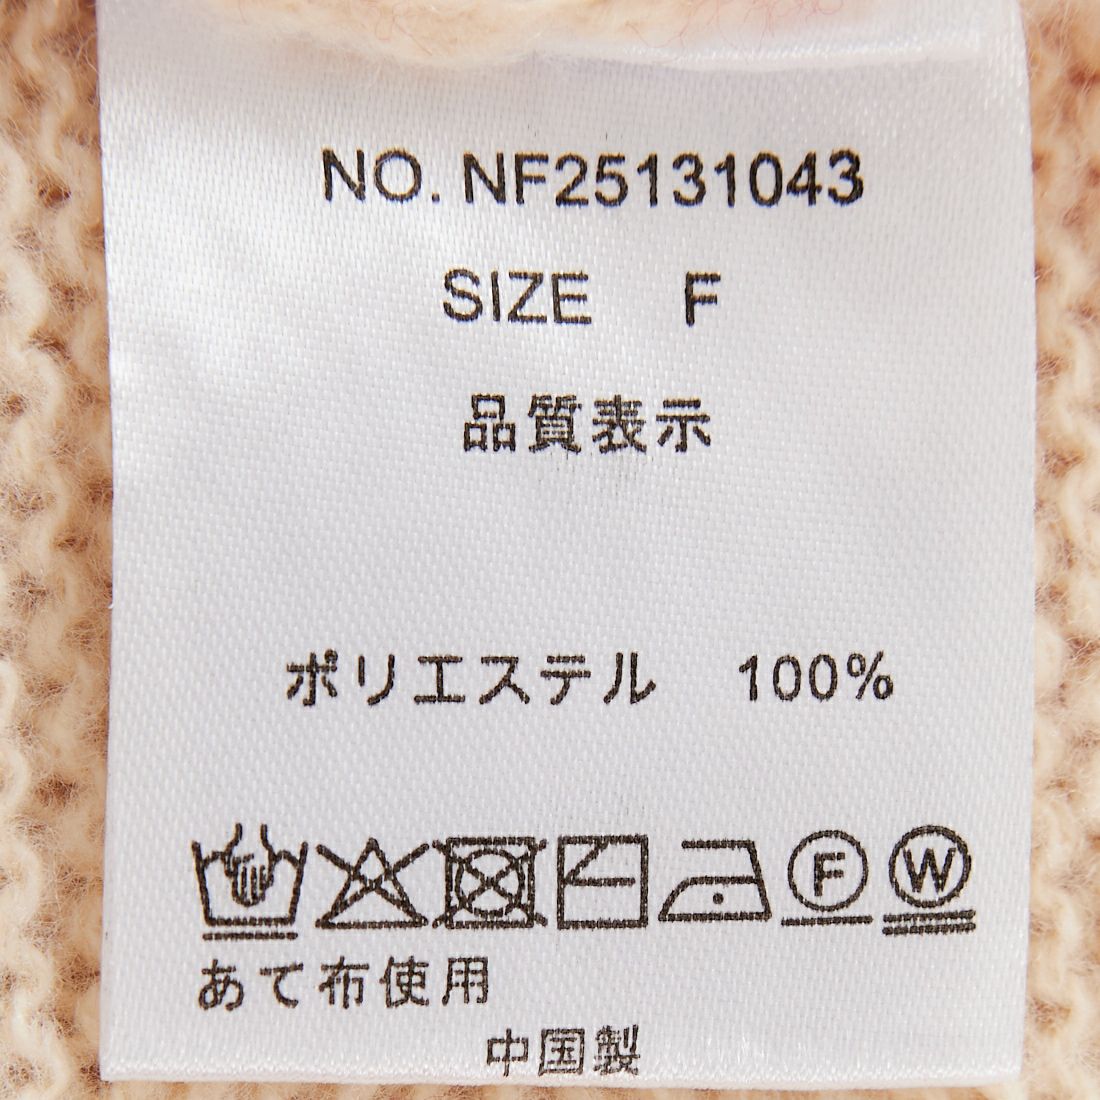 NO. NF25131043
SIZE F
品質表示
ポリエステル 100%
F W
あて布使用
中国製